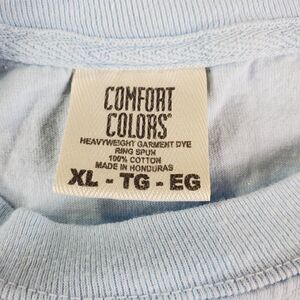 COMFORT
COLORS®
HEAVYWEIGHT GARMENT DYE
RING SPUN
100% COTTON
MADE IN HONDURAS
XL - TG - EG